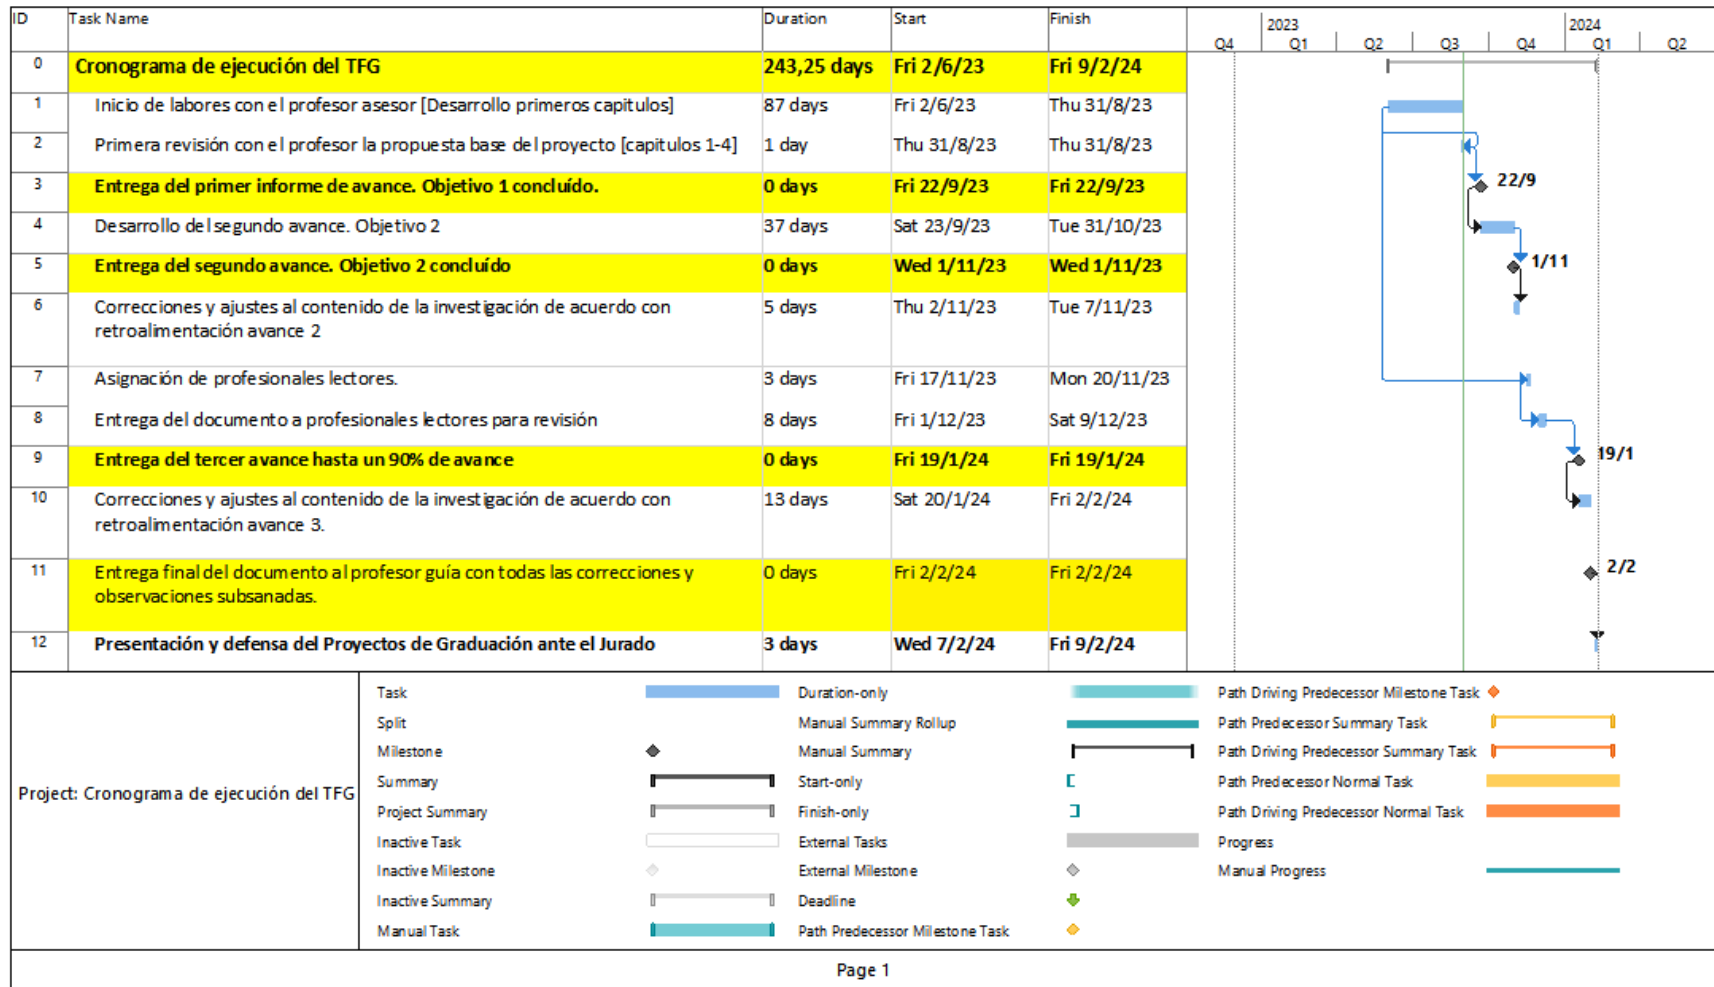 ID Task Name Duration Start Finish
2023 2024
Q4 Q1 Q2 Q3 Q4 Q1 Q2
0 Cronograma de ejecución del TFG 243,25 days Fri 2/6/23 Fri 9/2/24
1 Inicio de labores con el profesor asesor [Desarrollo primeros capitulos] 87 days Fri 2/6/23 Thu 31/8/23
2 Primera revisión con el profesor la propuesta base del proyecto [capitulos 1-4] 1 day Thu 31/8/23 Thu 31/8/23
3 Entrega del primer informe de avance. Objetivo 1 concluído. 0 days Fri 22/9/23 Fri 22/9/23 22/9
4 Desarrollo del segundo avance. Objetivo 2 37 days Sat 23/9/23 Tue 31/10/23
5 Entrega del segundo avance. Objetivo 2 concluído 0 days Wed 1/11/23 Wed 1/11/23 1/11
6 Correcciones y ajustes al contenido de la investigación de acuerdo con 5 days Thu 2/11/23 Tue 7/11/23
retroalimentación avance 2
7 Asignación de profesionales lectores. 3 days Fri 17/11/23 Mon 20/11/23
8 Entrega del documento a profesionales lectores para revisión 8 days Fri 1/12/23 Sat 9/12/23
9 Entrega del tercer avance hasta un 90% de avance 0 days Fri 19/1/24 Fri 19/1/24 19/1
10 Correcciones y ajustes al contenido de la investigación de acuerdo con 13 days Sat 20/1/24 Fri 2/2/24
retroalimentación avance 3.
11 Entrega final del documento al profesor guía con todas las correcciones y 0 days Fri 2/2/24 Fri 2/2/24 2/2
observaciones subsanadas.
12 Presentación y defensa del Proyectos de Graduación ante el Jurado 3 days Wed 7/2/24 Fri 9/2/24
Project: Cronograma de ejecución del TFG
Task
Split
Milestone
Summary
Project Summary
Inactive Task
Inactive Milestone
Inactive Summary
Manual Task
Duration-only
Manual Summary Rollup
Manual Summary
Start-only
Finish-only
External Tasks
External Milestone
Deadline
Path Predecessor Milestone Task
Path Driving Predecessor Milestone Task
Path Predecessor Summary Task
Path Driving Predecessor Summary Task
Path Predecessor Normal Task
Path Driving Predecessor Normal Task
Progress
Manual Progress
Page 1